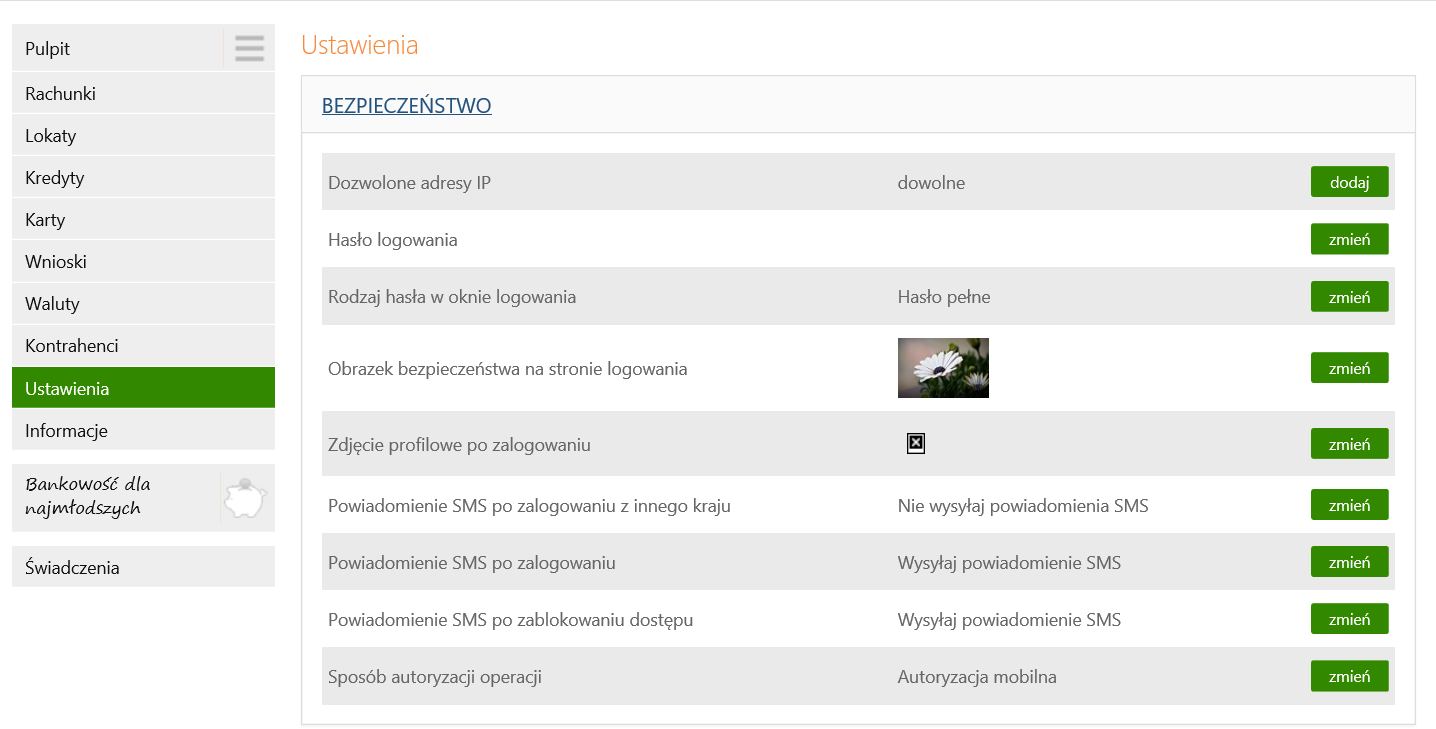 Pulpit
Rachunki
Lokaty
Kredyty
Karty
Wnioski
Waluty
Kontrahenci
Ustawienia
Informacje
Bankowość dla
najmłodszych
Świadczenia
Ustawienia
BEZPIECZEŃSTWO
Dozwolone adresy IP dowolne dodaj
Hasło logowania zmień
Rodzaj hasła w oknie logowania Hasło pełne zmień
Obrazek bezpieczeństwa na stronie logowania zmień
Zdjęcie profilowe po zalogowaniu zmień
Powiadomienie SMS po zalogowaniu z innego kraju Nie wysyłaj powiadomienia SMS zmień
Powiadomienie SMS po zalogowaniu Wysyłaj powiadomienie SMS zmień
Powiadomienie SMS po zablokowaniu dostępu Wysyłaj powiadomienie SMS zmień
Sposób autoryzacji operacji Autoryzacja mobilna zmień